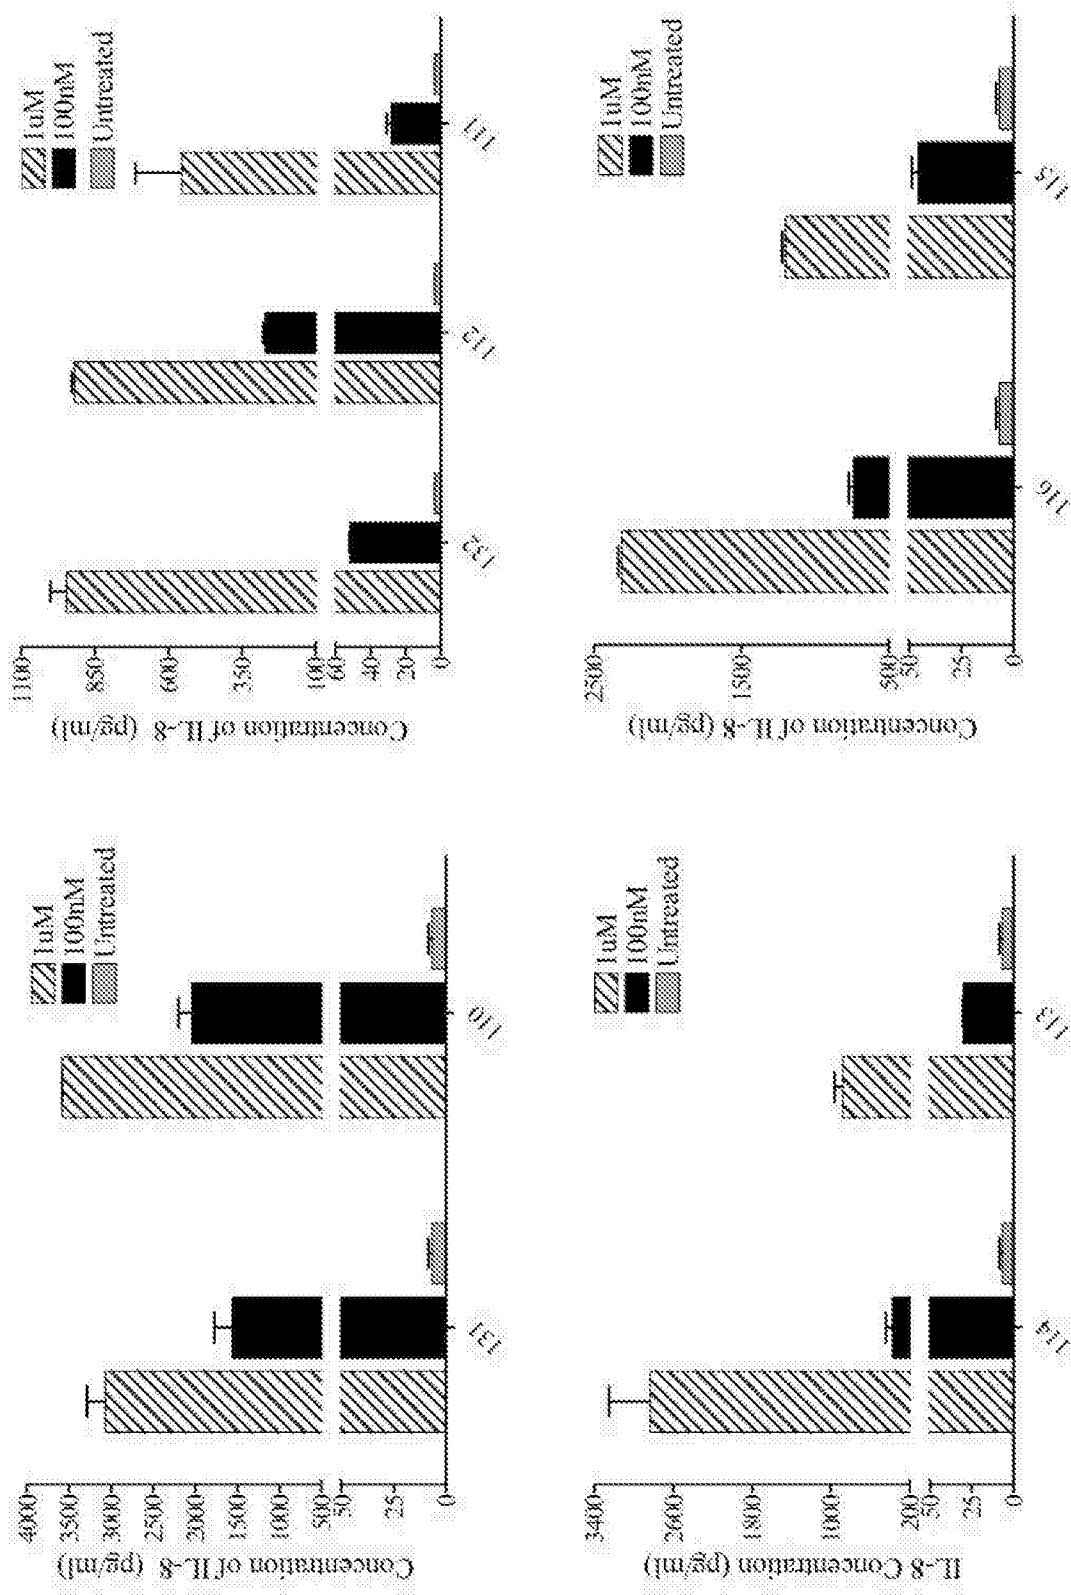 Concentration of IL-8 (pg/ml)
4000
3500
3000
2500
2000
1500
1000
500
50
25
0
1uM
100nM
Untreated
131
110
Concentration of IL-8 (pg/ml)
1100
850
600
350
100
60
40
20
0
1uM
100nM
Untreated
132
112
111
IL-8 Concentration (pg/ml)
3400
2600
1800
1000
200
50
25
0
1uM
100nM
Untreated
114
113
Concentration of IL-8 (pg/ml)
2500
1500
500
50
25
0
1uM
100nM
Untreated
116
115